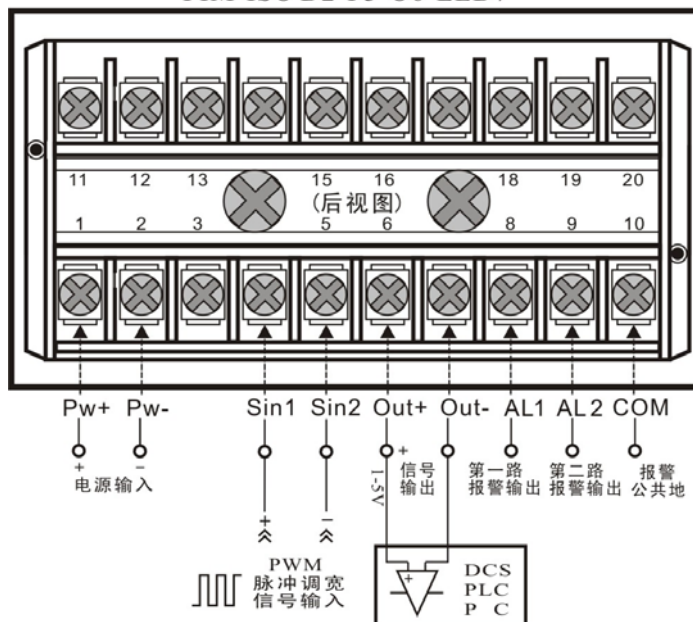 11 12 13 15 16 18 19 20
(后视图)
1 2 3 5 6 8 9 10
Pw+ Pw- Sin1 Sin2 Out+ Out- AL1 AL2 COM
+ - + 信号 第一路 第二路 报警
电源输入 1-5V 输出 报警输出 报警输出 公共地
+ -
PWM
脉冲调宽
信号输入
+ DCS
PLC
P C